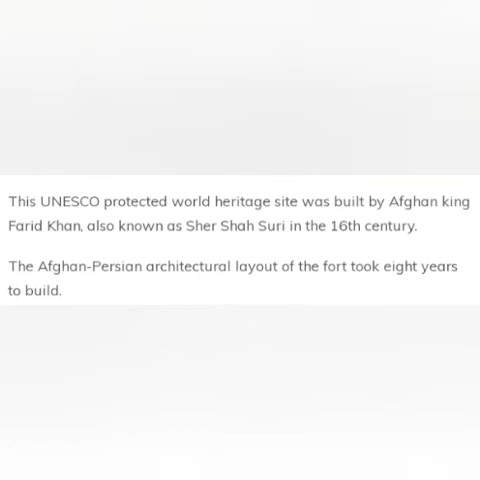 This UNESCO protected world heritage site was built by Afghan king
Farid Khan, also known as Sher Shah Suri in the 16th century.
The Afghan-Persian architectural layout of the fort took eight years
to build.